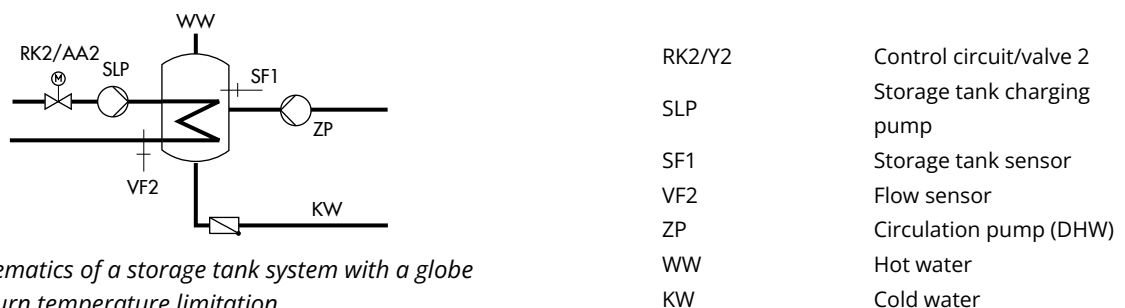 WW
RK2/AA2
SLP
SF1
ZP
VF2
KW
ematics of a storage tank system with a globe
urn temperature limitation
RK2/Y2 Control circuit/valve 2
SLP Storage tank charging
pump
SF1 Storage tank sensor
VF2 Flow sensor
ZP Circulation pump (DHW)
WW Hot water
KW Cold water